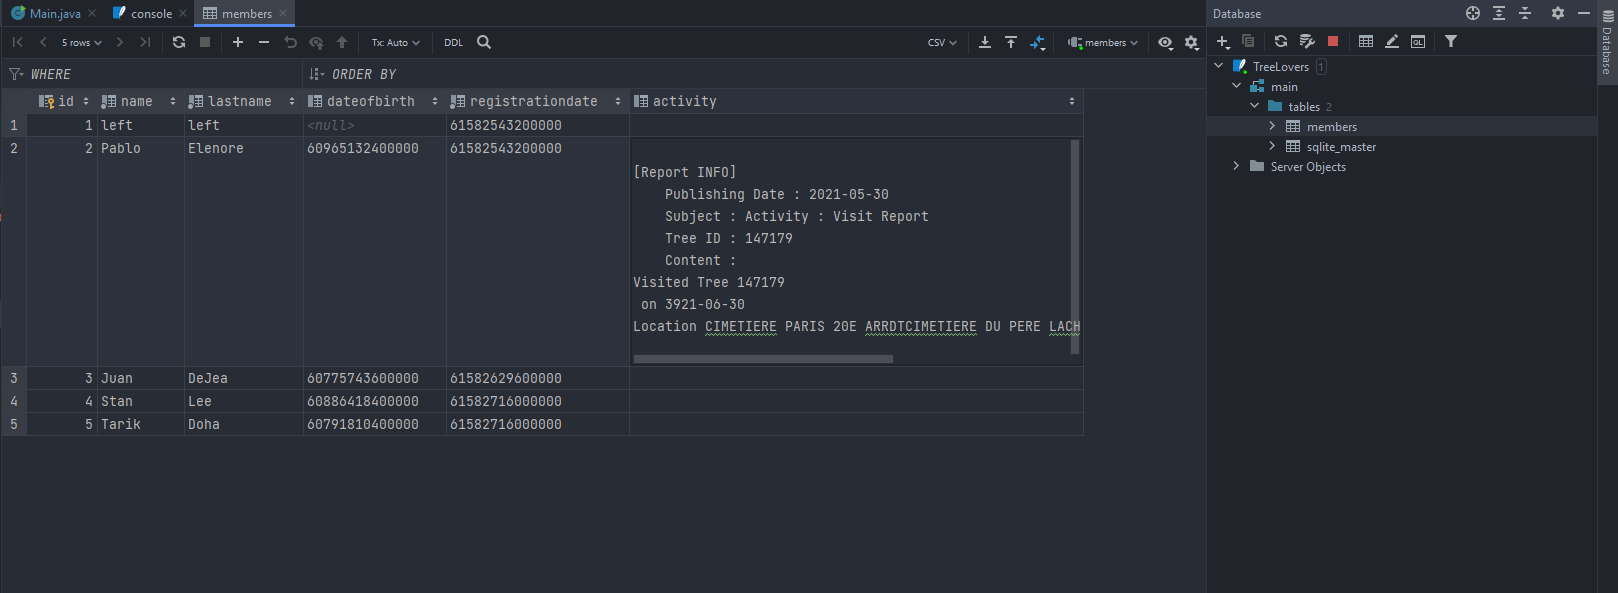 Main.java
console
members
Database
5 rows
Tx: Auto
DDL
CSV
members
WHERE
ORDER BY
id
name
lastname
dateofbirth
registrationdate
activity
1
1
left
left
<null>
61582543200000
2
2
Pablo
Elenore
60965132400000
61582543200000
[Report INFO]
Publishing Date : 2021-05-30
Subject : Activity : Visit Report
Tree ID : 147179
Content :
Visited Tree 147179
on 3921-06-30
Location CIMETIERE PARIS 20E ARRDTCIMETIERE DU PERE LACH
3
3
Juan
DeJea
60775743600000
61582629600000
4
4
Stan
Lee
60886418400000
61582716000000
5
5
Tarik
Doha
60791810400000
61582716000000
TreeLovers 1
main
tables 2
members
sqlite_master
Server Objects
QL
Database